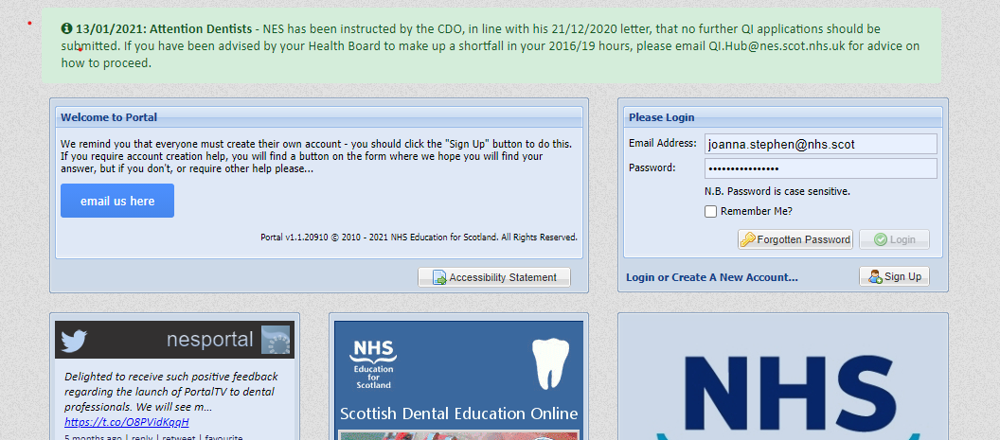 13/01/2021: Attention Dentists - NES has been instructed by the CDO, in line with his 21/12/2020 letter, that no further QI applications should be
submitted. If you have been advised by your Health Board to make up a shortfall in your 2016/19 hours, please email QI.Hub@nes.scot.nhs.uk for advice on
how to proceed.
Welcome to Portal
We remind you that everyone must create their own account - you should click the "Sign Up" button to do this.
If you require account creation help, you will find a button on the form where we hope you will find your
answer, but if you don't, or require other help please...
email us here
Portal v1.1.20910 © 2010 - 2021 NHS Education for Scotland. All Rights Reserved.
Accessibility Statement
Please Login
Email Address: joanna.stephen@nhs.scot
Password: ••••••••••••••••
N.B. Password is case sensitive.
Remember Me?
Forgotten Password Login
Login or Create A New Account... Sign Up
nesportal
Delighted to receive such positive feedback
regarding the launch of PortalTV to dental
professionals. We will see m...
https://t.co/O8PVidKqqH
5 months ago | reply | retweet | favourite
NHS
Education
for
Scotland
Scottish Dental Education Online
NHS